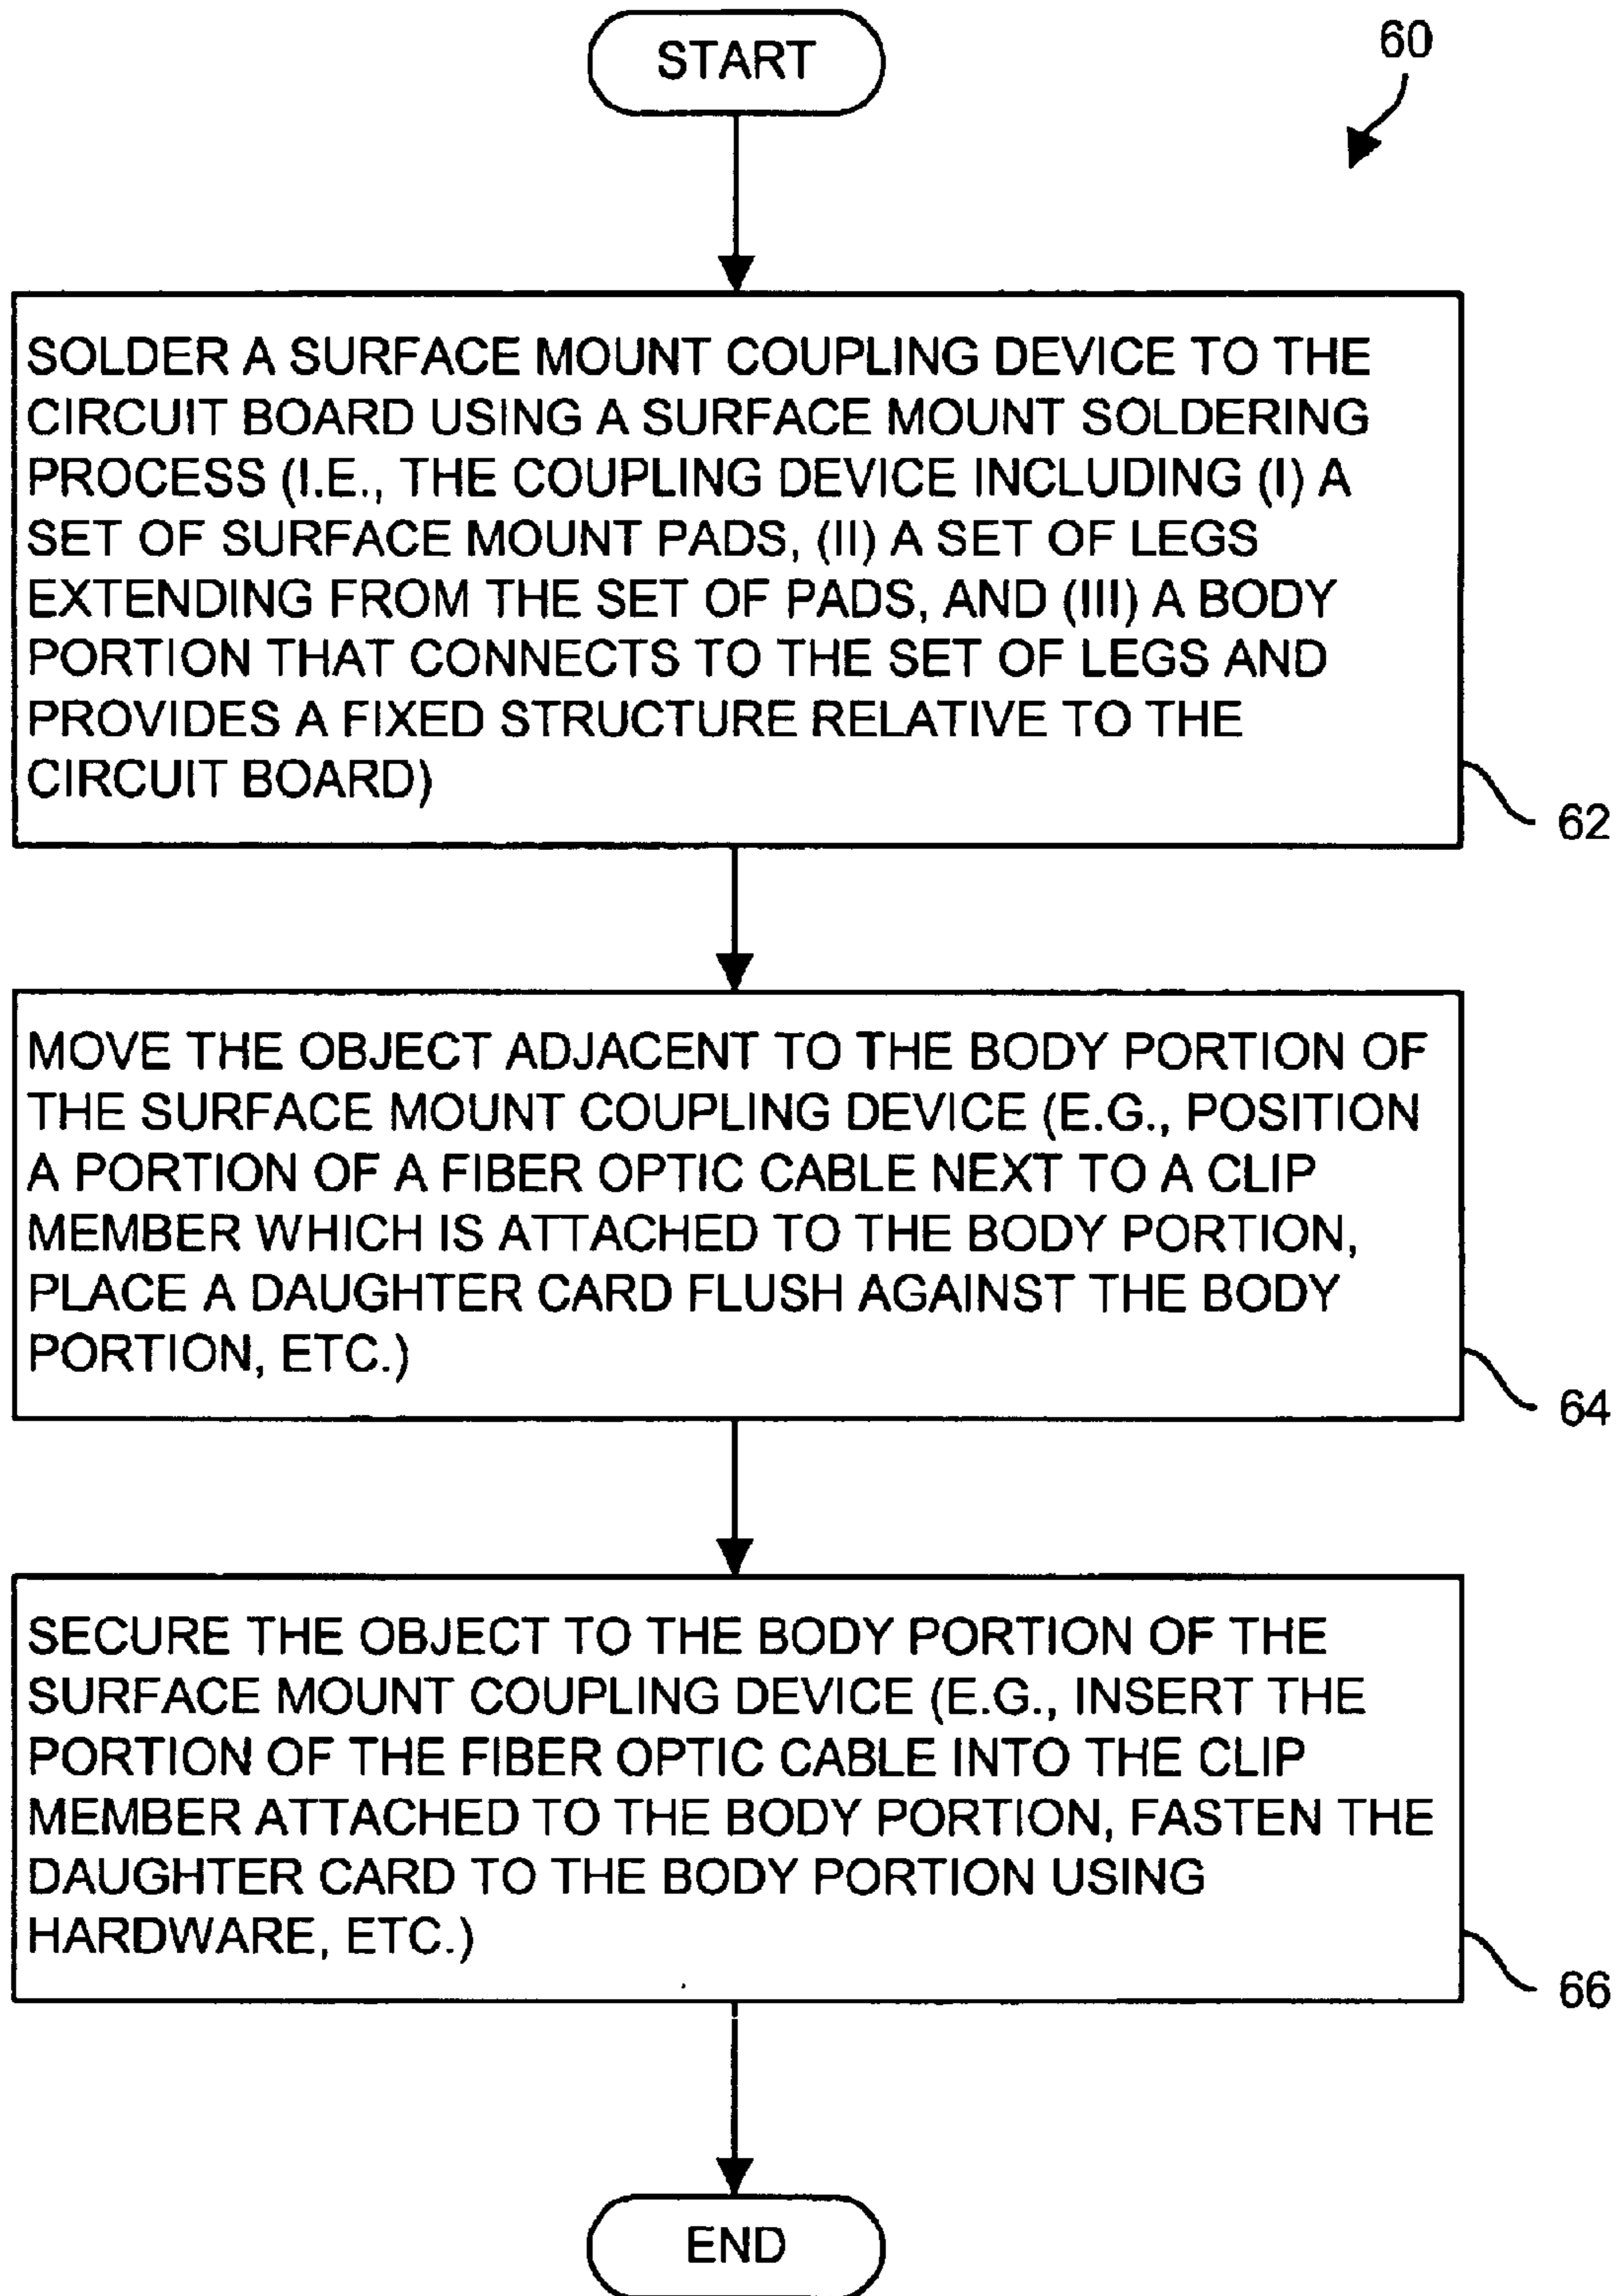 START
60
SOLDER A SURFACE MOUNT COUPLING DEVICE TO THE
CIRCUIT BOARD USING A SURFACE MOUNT SOLDERING
PROCESS (I.E., THE COUPLING DEVICE INCLUDING (I) A
SET OF SURFACE MOUNT PADS, (II) A SET OF LEGS
EXTENDING FROM THE SET OF PADS, AND (III) A BODY
PORTION THAT CONNECTS TO THE SET OF LEGS AND
PROVIDES A FIXED STRUCTURE RELATIVE TO THE
CIRCUIT BOARD)
62
MOVE THE OBJECT ADJACENT TO THE BODY PORTION OF
THE SURFACE MOUNT COUPLING DEVICE (E.G., POSITION
A PORTION OF A FIBER OPTIC CABLE NEXT TO A CLIP
MEMBER WHICH IS ATTACHED TO THE BODY PORTION,
PLACE A DAUGHTER CARD FLUSH AGAINST THE BODY
PORTION, ETC.)
64
SECURE THE OBJECT TO THE BODY PORTION OF THE
SURFACE MOUNT COUPLING DEVICE (E.G., INSERT THE
PORTION OF THE FIBER OPTIC CABLE INTO THE CLIP
MEMBER ATTACHED TO THE BODY PORTION, FASTEN THE
DAUGHTER CARD TO THE BODY PORTION USING
HARDWARE, ETC.)
66
END